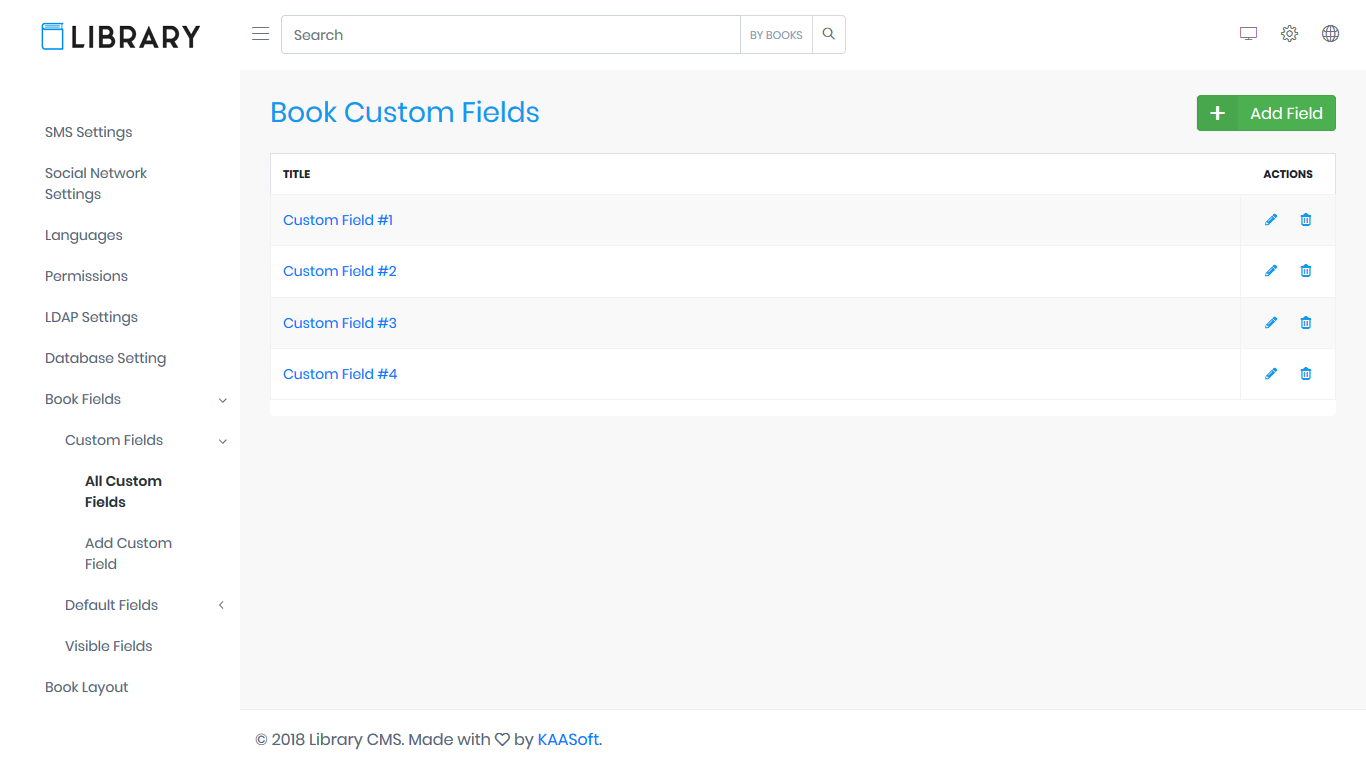 LIBRARY
Search
BY BOOKS
SMS Settings
Social Network
Settings
Languages
Permissions
LDAP Settings
Database Setting
Book Fields
Custom Fields
All Custom
Fields
Add Custom
Field
Default Fields
Visible Fields
Book Layout
Book Custom Fields
+ Add Field
TITLE ACTIONS
Custom Field #1
Custom Field #2
Custom Field #3
Custom Field #4
© 2018 Library CMS. Made with ♡ by KAASoft.